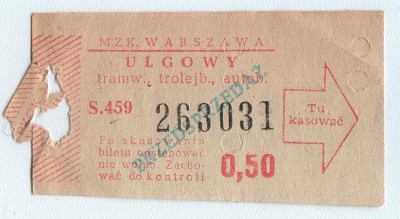 M.Z.K. WARSZAWA
ULGOWY
tramw., trolejb., autob.
PRZEDSPRZEDAŻ
S.459 263031
Tu
kasować
Po skasowaniu
biletu odstępować
nie wolno. Zacho-
wać do kontroli
0,50